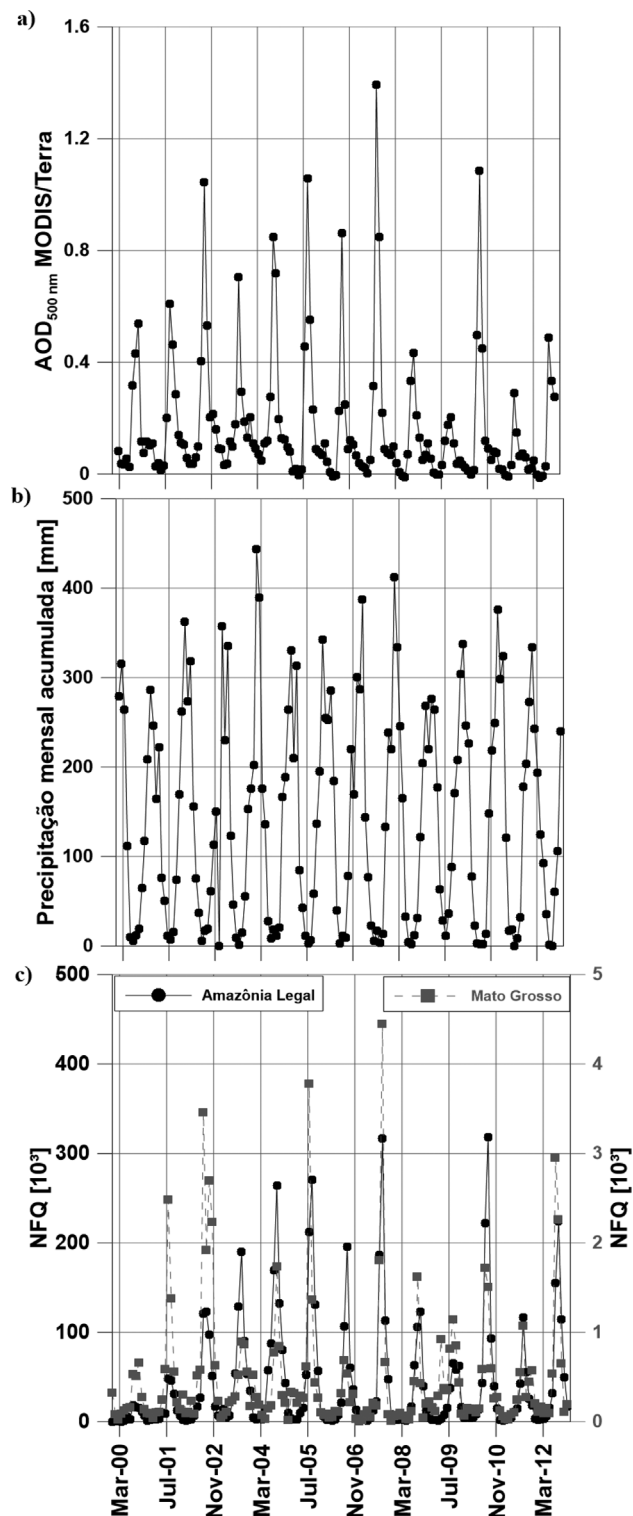 a)
1.6
1.2
0.8
0.4
0
AOD500 nm MODIS/Terra
b)
500
400
300
200
100
0
Precipitação mensal acumulada [mm]
c)
500
400
300
200
100
0
NFQ [10³]
Amazônia Legal
Mato Grosso
5
4
3
2
1
0
NFQ [10³]
Mar-00
Jul-01
Nov-02
Mar-04
Jul-05
Nov-06
Mar-08
Jul-09
Nov-10
Mar-12